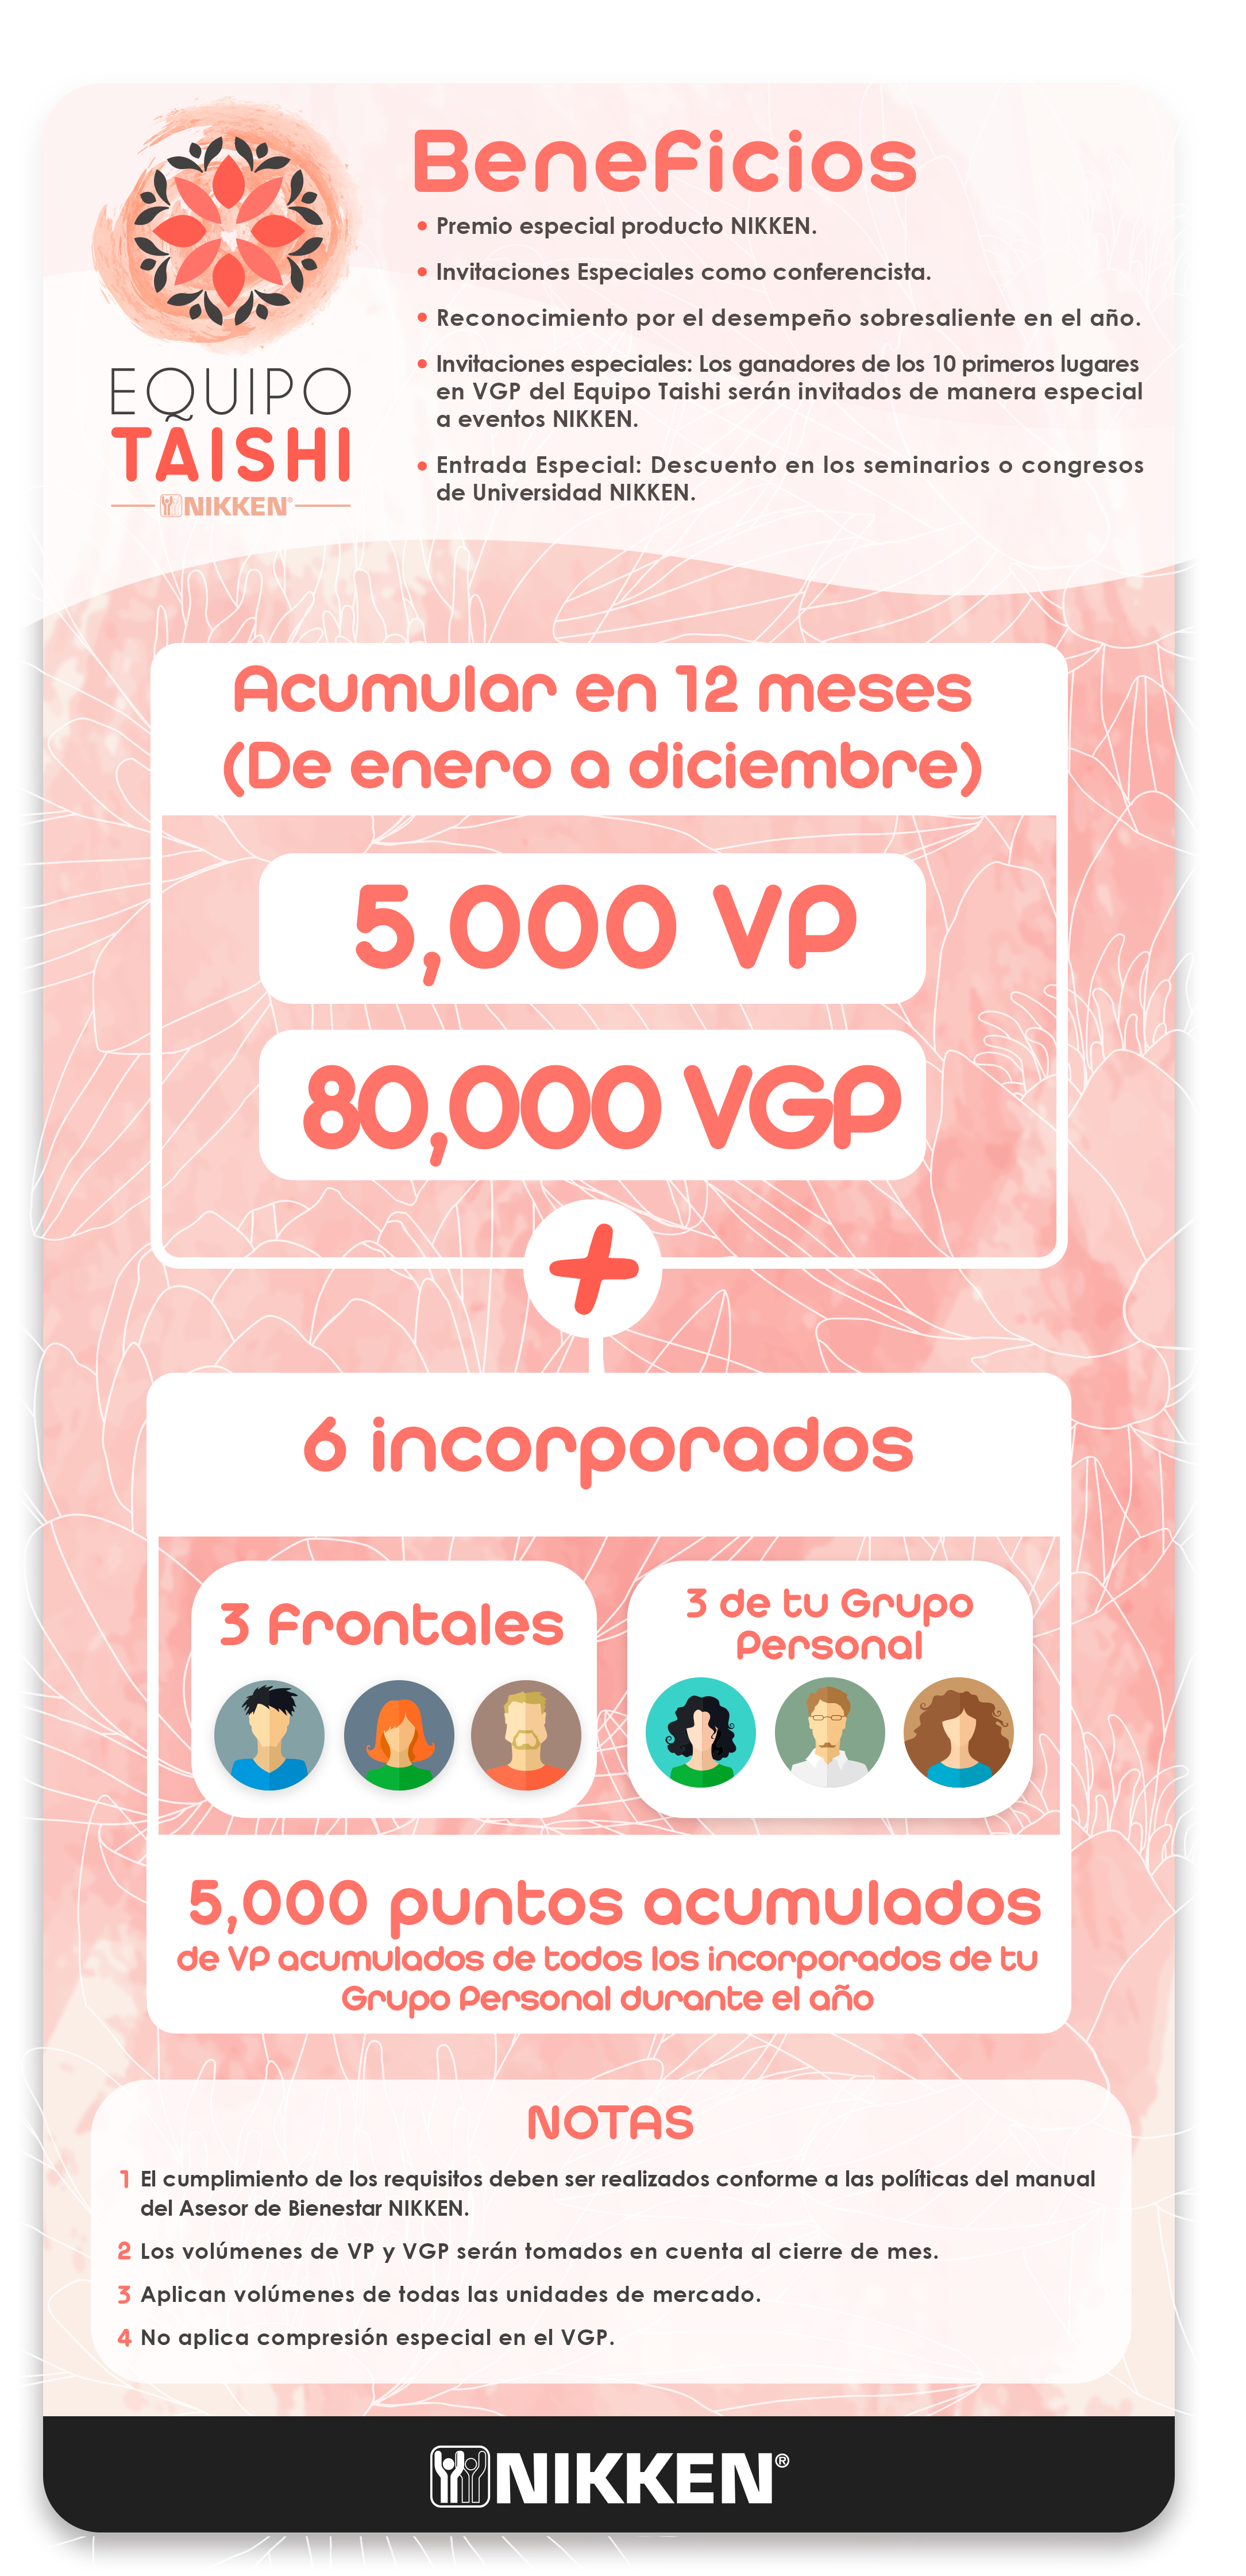 Beneficios
• Premio especial producto NIKKEN.
• Invitaciones Especiales como conferencista.
• Reconocimiento por el desempeño sobresaliente en el año.
• Invitaciones especiales: Los ganadores de los 10 primeros lugares
en VGP del Equipo Taishi serán invitados de manera especial
a eventos NIKKEN.
• Entrada Especial: Descuento en los seminarios o congresos
de Universidad NIKKEN.
EQUIPO
TAISHI
NIKKEN®
Acumular en 12 meses
(De enero a diciembre)
5,000 VP
80,000 VGP
+
6 incorporados
3 Frontales
3 de tu Grupo
Personal
5,000 puntos acumulados
de VP acumulados de todos los incorporados de tu
Grupo Personal durante el año
NOTAS
1 El cumplimiento de los requisitos deben ser realizados conforme a las políticas del manual
del Asesor de Bienestar NIKKEN.
2 Los volúmenes de VP y VGP serán tomados en cuenta al cierre de mes.
3 Aplican volúmenes de todas las unidades de mercado.
4 No aplica compresión especial en el VGP.
NIKKEN®